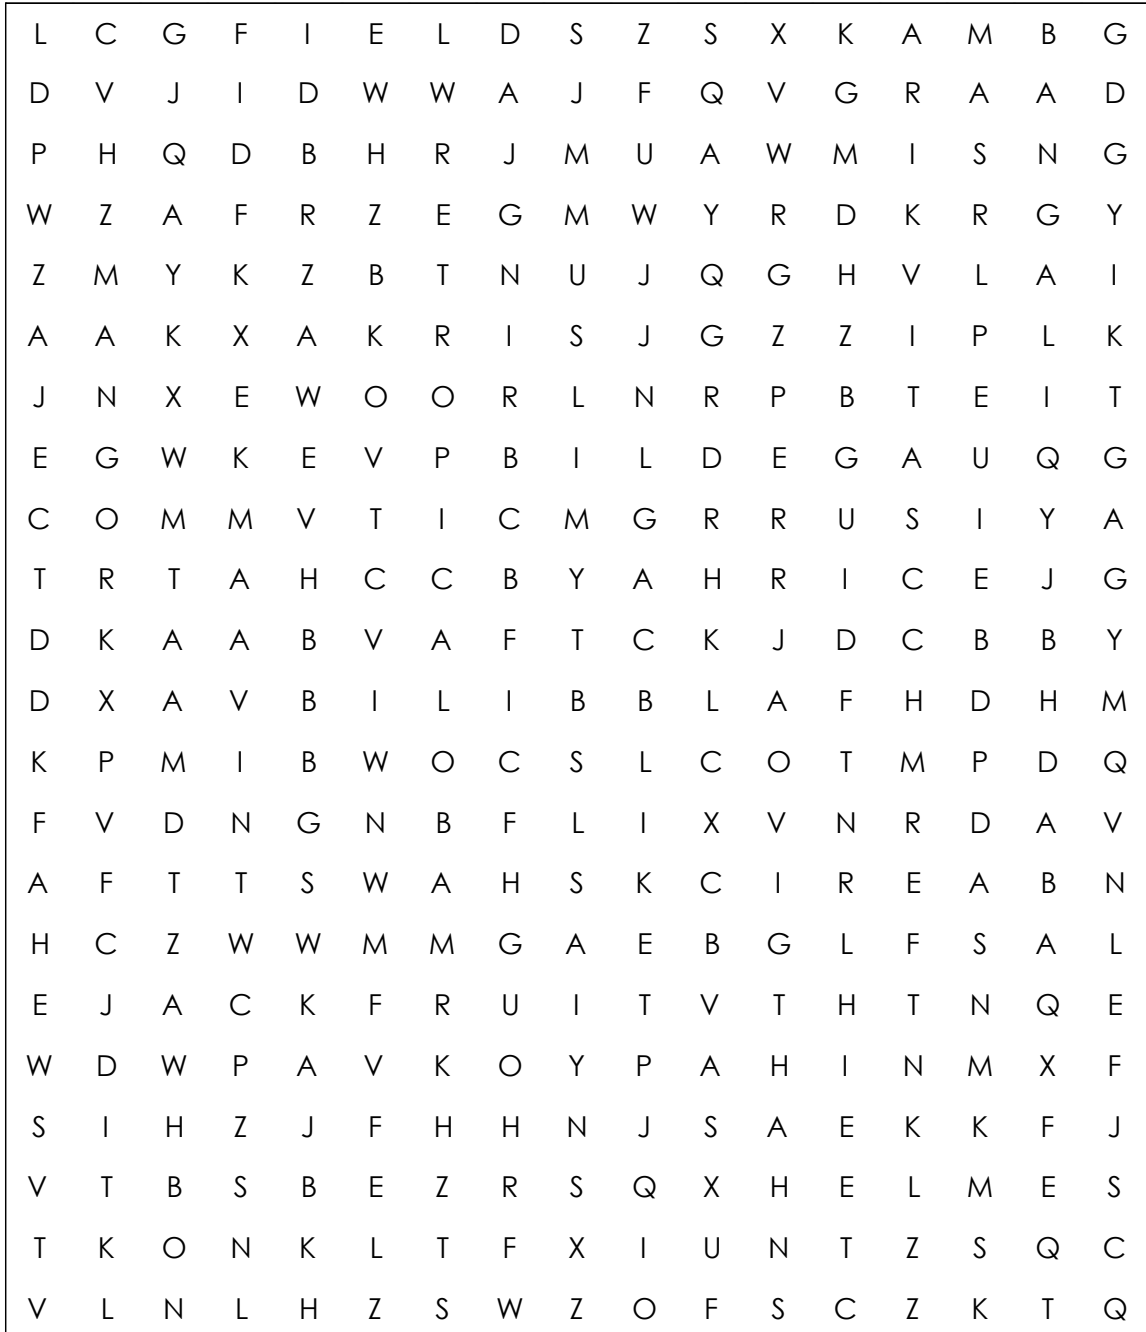 L C G F I E L D S Z S X K A M B G
D V J I D W W A J F Q V G R A A D
P H Q D B H R J M U A W M I S N G
W Z A F R Z E G M W Y R D K R G Y
Z M Y K Z B T N U J Q G H V L A I
A A K X A K R I S J G Z Z I P L K
J N X E W O O R L N R P B T E I T
E G W K E V P B I L D E G A U Q G
C O M M V T I C M G R R U S I Y A
T R T A H C C B Y A H R I C E J G
D K A A B V A F T C K J D C B B Y
D X A V B I L I B B L A F H D H M
K P M I B W O C S L C O T M P D Q
F V D N G N B F L I X V N R D A V
A F T T S W A H S K C I R E A B N
H C Z W W M M G A E B G L F S A L
E J A C K F R U I T V T H T N Q E
W D W P A V K O Y P A H I N M X F
S I H Z J F H H N J S A E K K F J
V T B S B E Z R S Q X H E L M E S
T K O N K L T F X I U N T Z S Q C
V L N L H Z S W Z O F S C Z K T Q